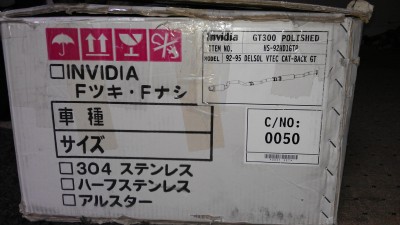 invidia GT300 POLISHED
ITEM NO. HS-92HD1GTP
MODEL 92-95 DELSOL VTEC CAT-BACK GT
□INVIDIA
Fツキ・Fナシ
車種
サイズ
□304 ステンレス
□ハーフステンレス
□アルスター
C/NO:
0050